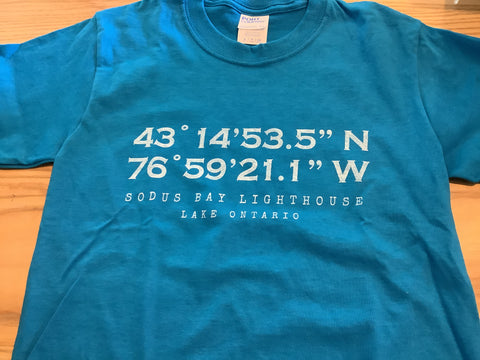 43°14'53.5” N
76°59'21.1” W
SODUS BAY LIGHTHOUSE
LAKE ONTARIO